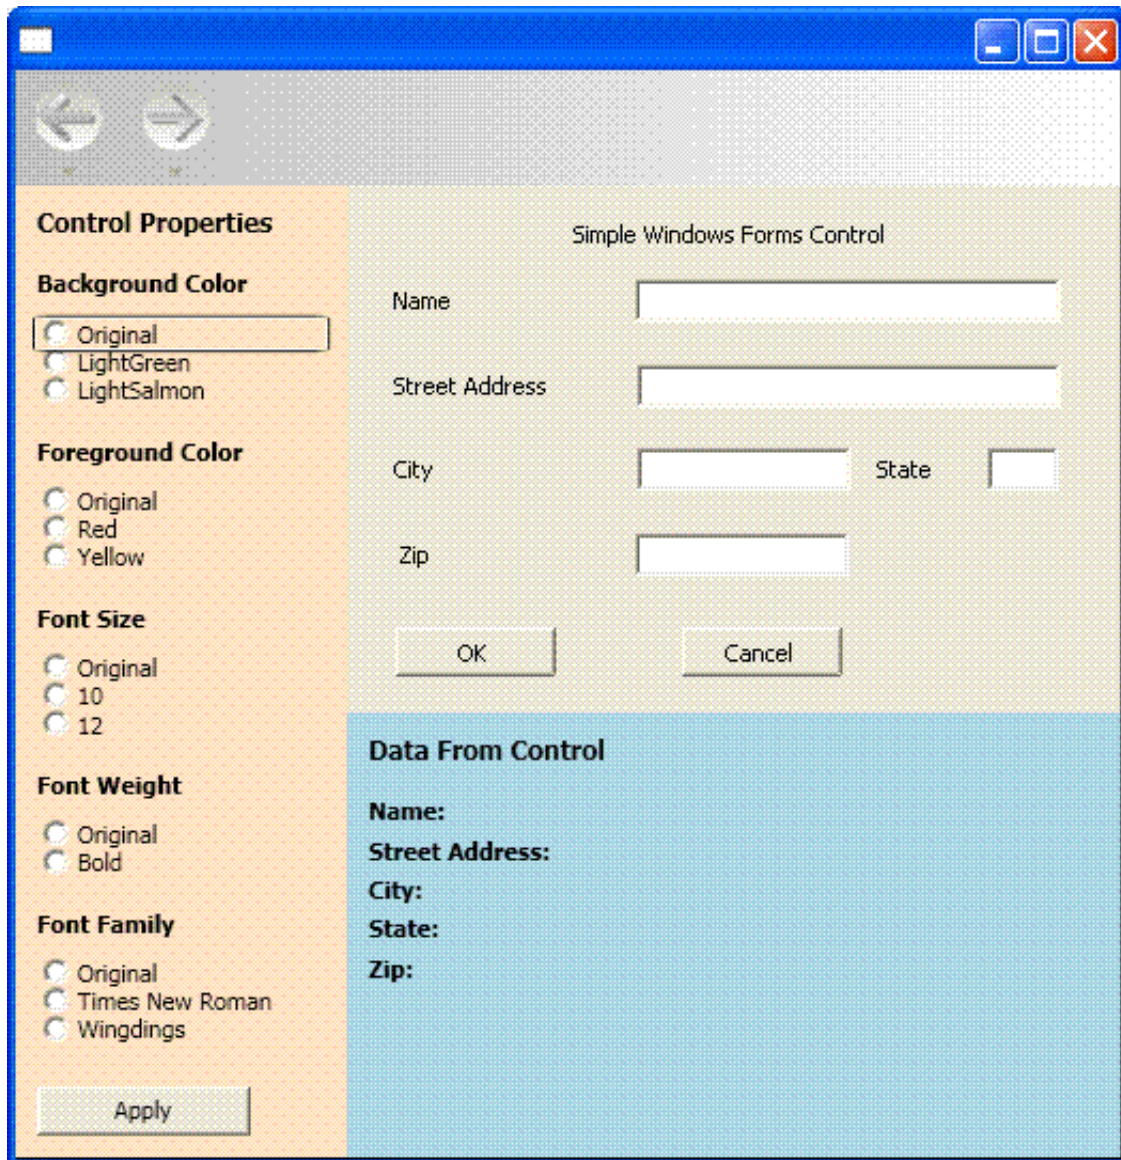 Control Properties
Background Color
Original
LightGreen
LightSalmon
Foreground Color
Original
Red
Yellow
Font Size
Original
10
12
Font Weight
Original
Bold
Font Family
Original
Times New Roman
Wingdings
Apply
Simple Windows Forms Control
Name
Street Address
City State
Zip
OK Cancel
Data From Control
Name:
Street Address:
City:
State:
Zip: